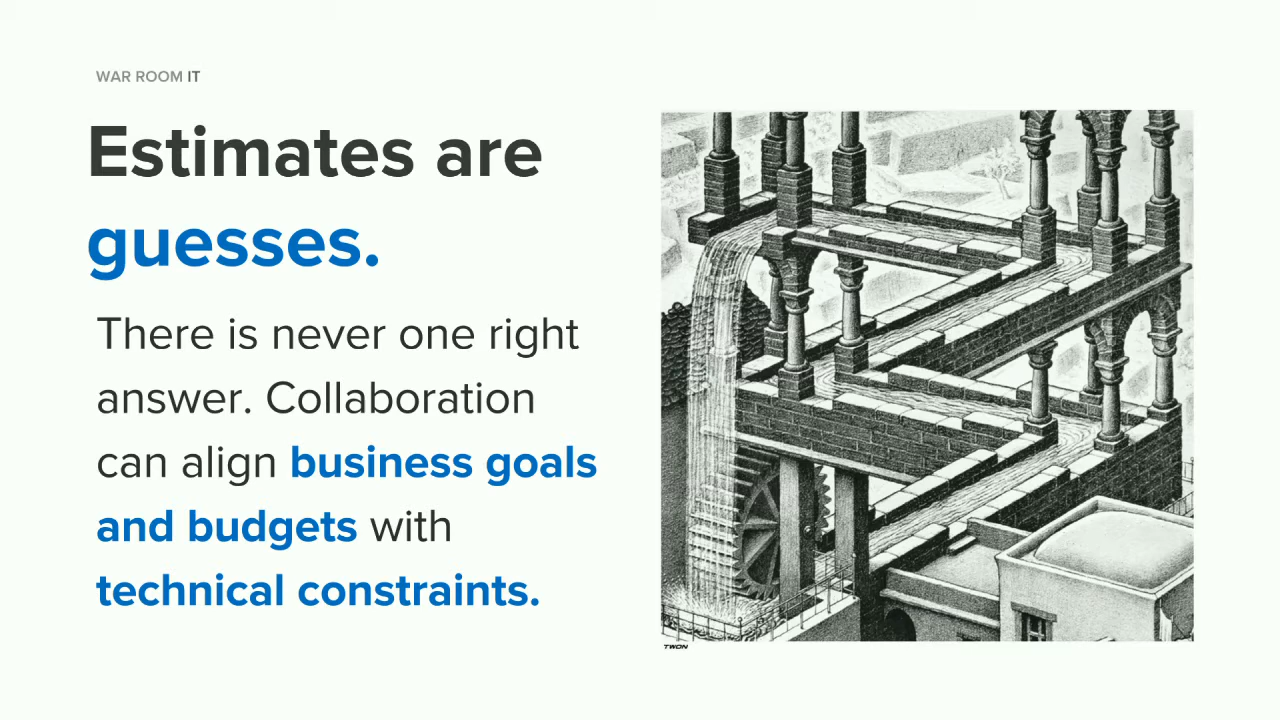 WAR ROOM IT
Estimates are
guesses.
There is never one right
answer. Collaboration
can align business goals
and budgets with
technical constraints.
TWDN